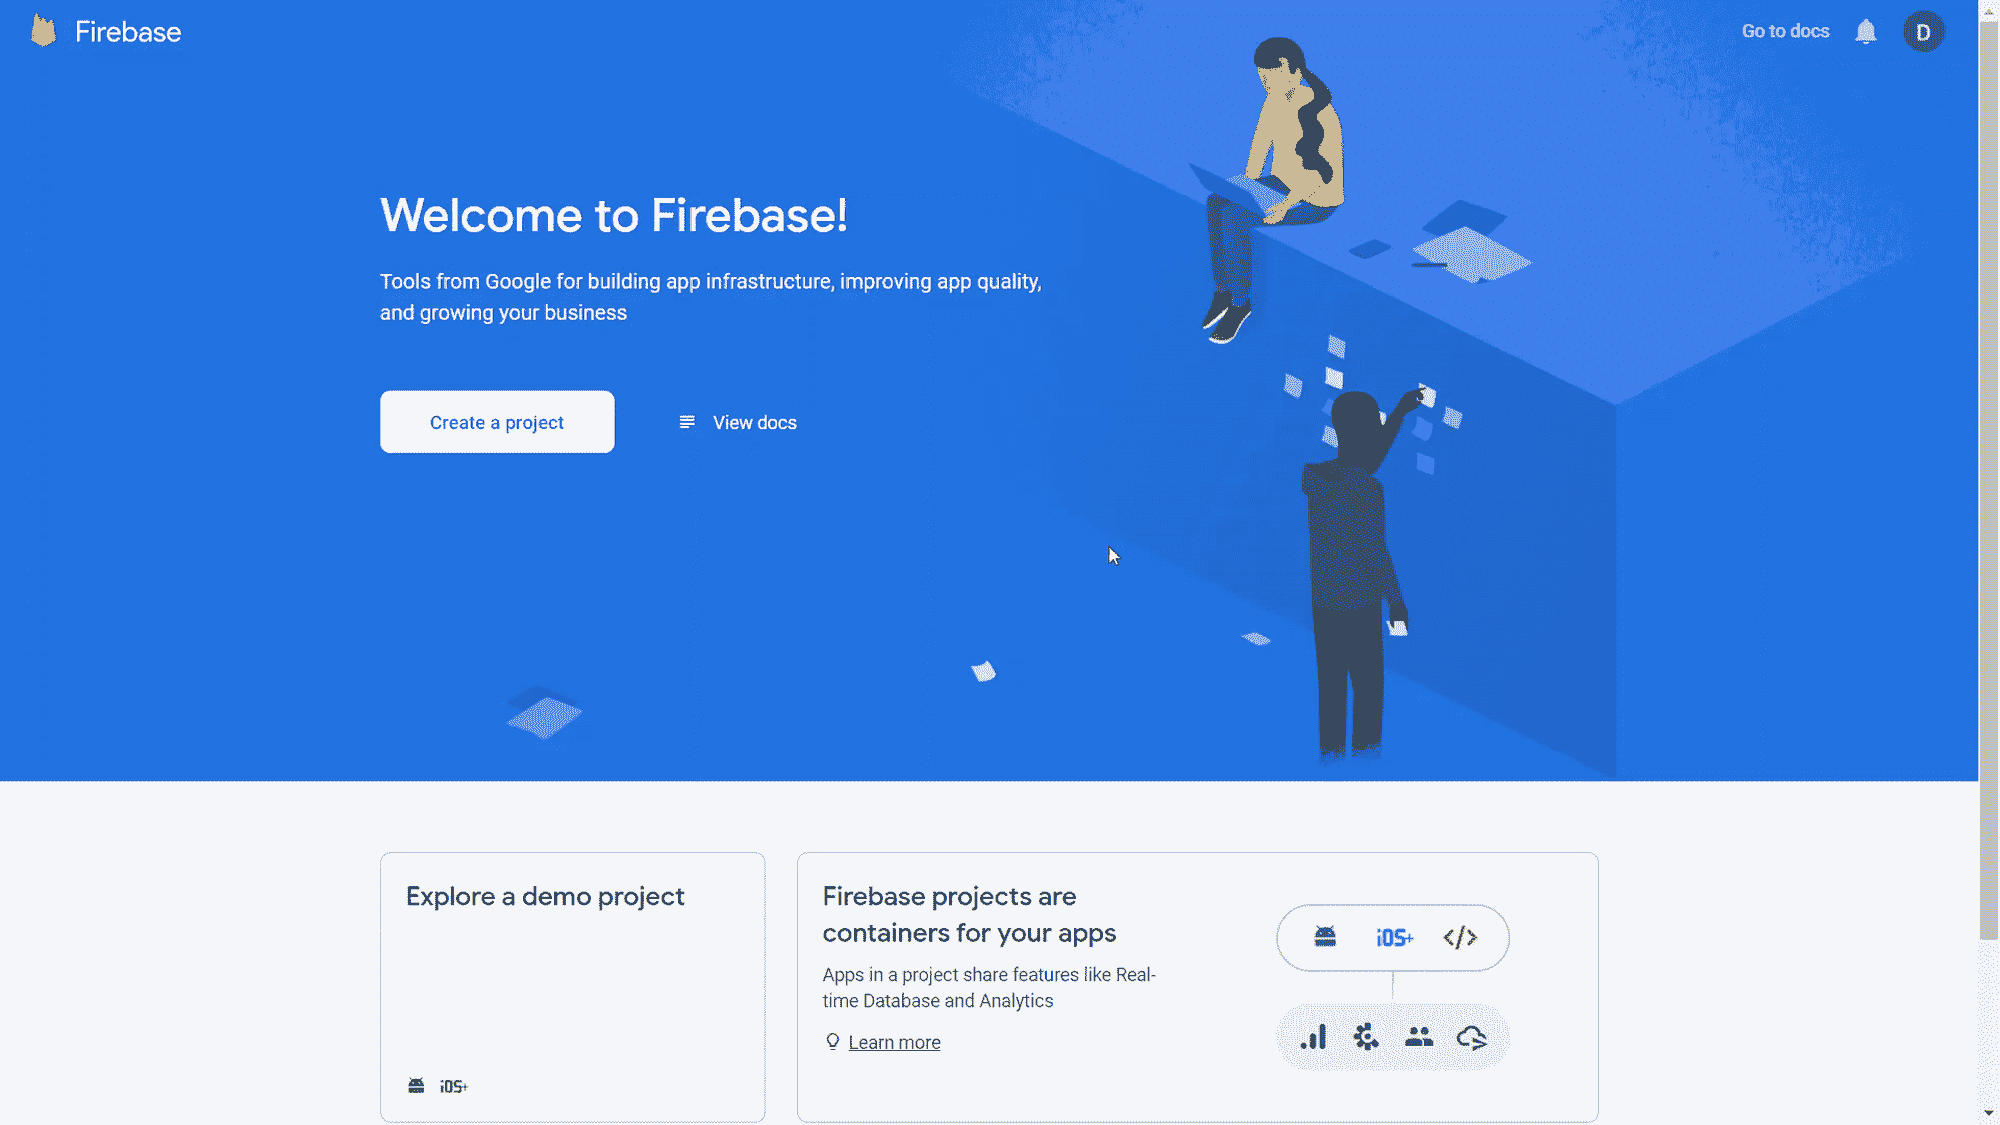 Firebase
Go to docs
D
Welcome to Firebase!
Tools from Google for building app infrastructure, improving app quality,
and growing your business
Create a project
View docs
Explore a demo project
iOS+
Firebase projects are
containers for your apps
Apps in a project share features like Real-
time Database and Analytics
Learn more
iOS+